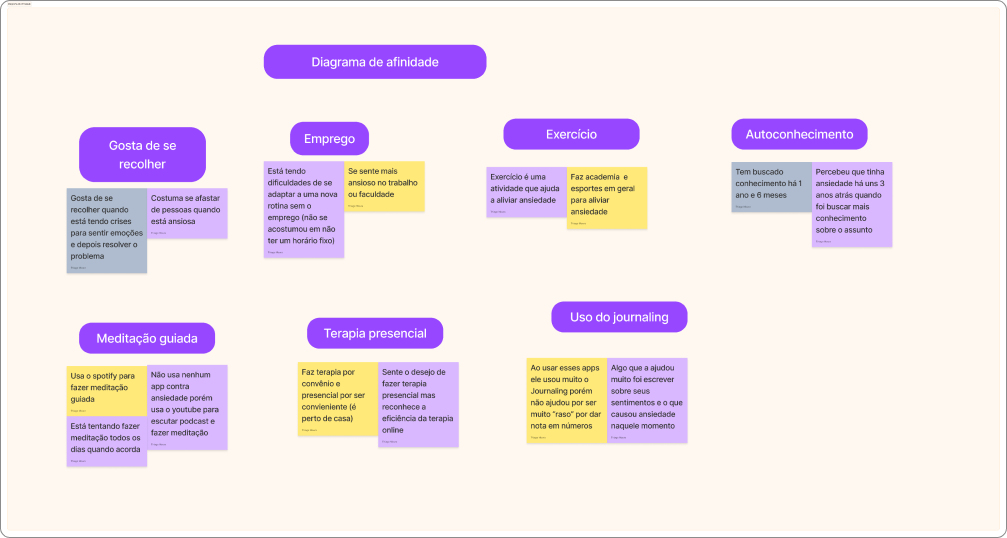 Diagrama de afinidade
Gosta de se
recolher
Gosta de se
recolher quando
está tendo crises
para sentir emoções
e depois resolver o
problema
Costuma se afastar
de pessoas quando
está ansiosa
Emprego
Está tendo
dificuldades de se
adaptar a uma nova
rotina sem o
emprego (não se
acostumou em não
ter um horário fixo)
Se sente mais
ansioso no trabalho
ou faculdade
Exercício
Exercício é uma
atividade que ajuda
a aliviar ansiedade
Faz academia e
esportes em geral
para aliviar
ansiedade
Autoconhecimento
Tem buscado
conhecimento há 1
ano e 6 meses
Percebeu que tinha
ansiedade há uns 3
anos atrás quando
foi buscar mais
conhecimento
sobre o assunto
Meditação guiada
Usa o spotify para
fazer meditação
guiada
Está tentando fazer
meditação todos os
dias quando acorda
Não usa nenhum
app contra
ansiedade porém
usa o youtube para
escutar podcast e
fazer meditação
Terapia presencial
Faz terapia por
convênio e
presencial por ser
convieniente (é
perto de casa)
Sente o desejo de
fazer terapia
presencial mas
reconhece a
eficiência da terapia
online
Uso do journaling
Ao usar esses apps
ele usou muito o
Journaling porém
não ajudou por ser
muito "raso" por dar
nota em números
Algo que a ajudou
muito foi escrever
sobre seus
sentimentos e o que
causou ansiedade
naquele momento